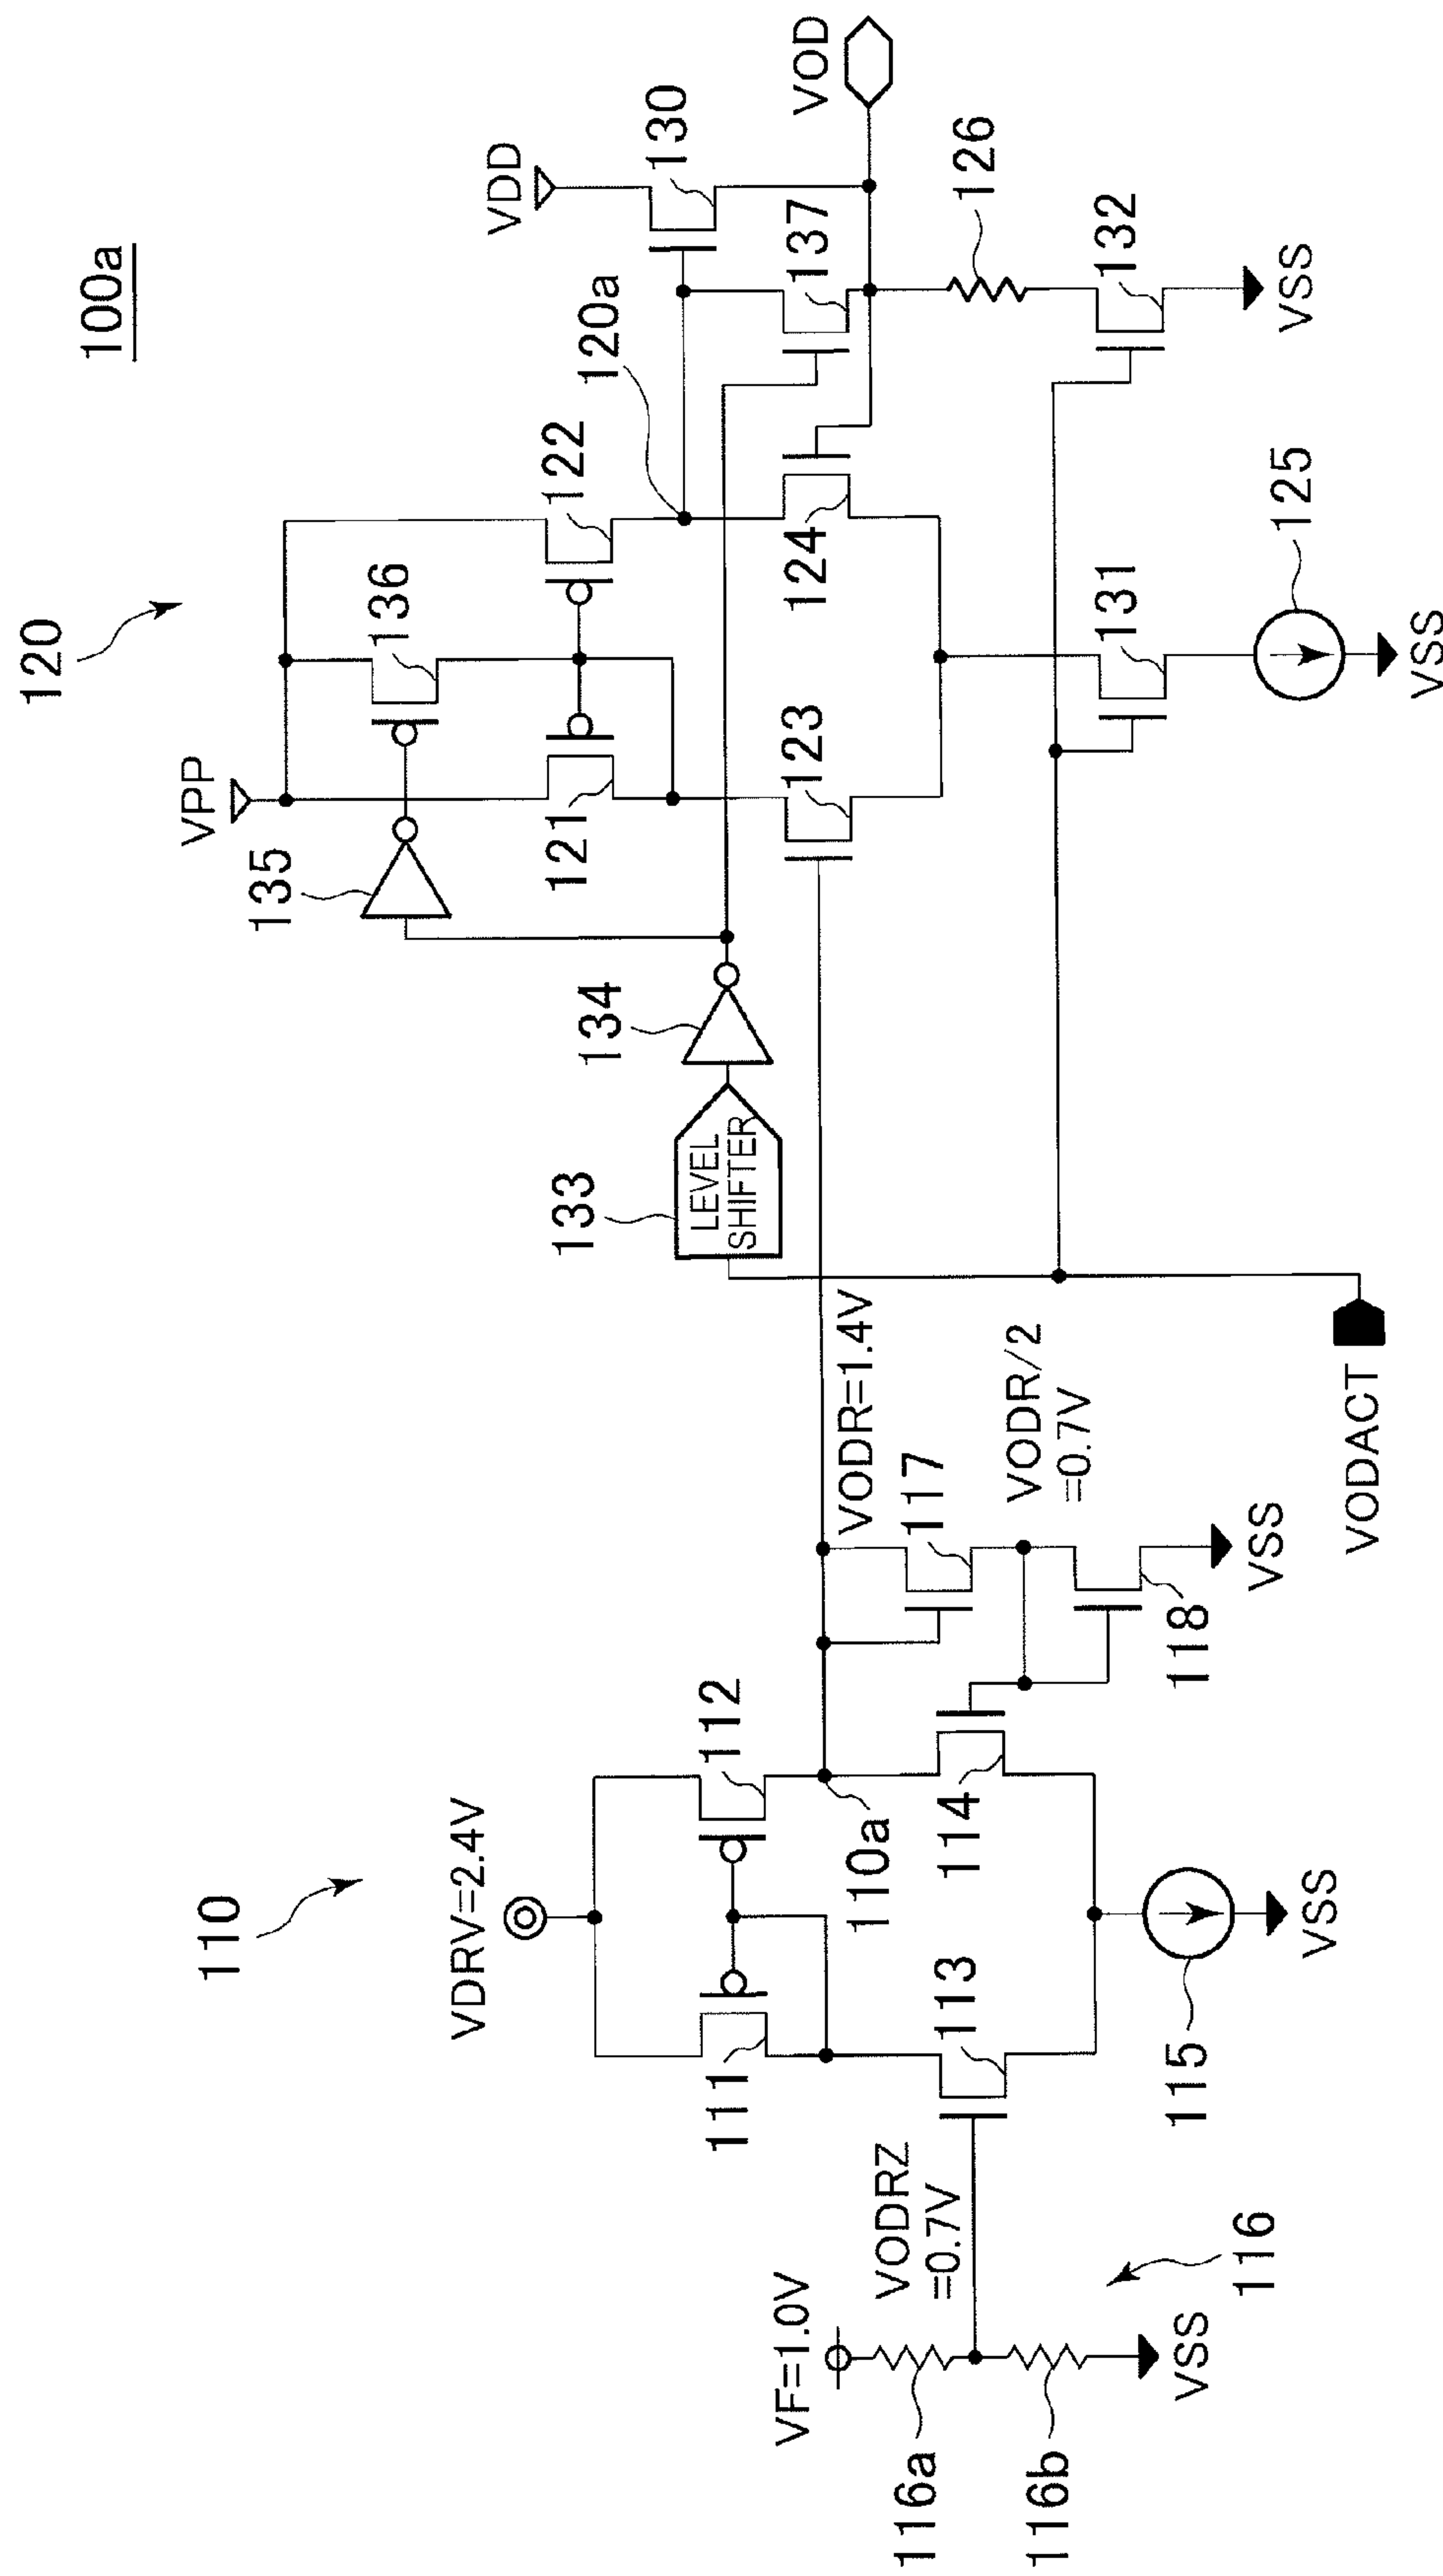 100a
120
VPP
VDD
135
136
121
122
120a
130
VOD
134
133
LEVEL
SHIFTER
123
124
137
126
131
132
125
VSS
VSS
110
VDRV=2.4V
111
112
110a
VODR=1.4V
117
VODR/2
=0.7V
113
114
118
VSS
VODACT
115
VSS
VF=1.0V
VODRZ
=0.7V
116a
116b
116
VSS